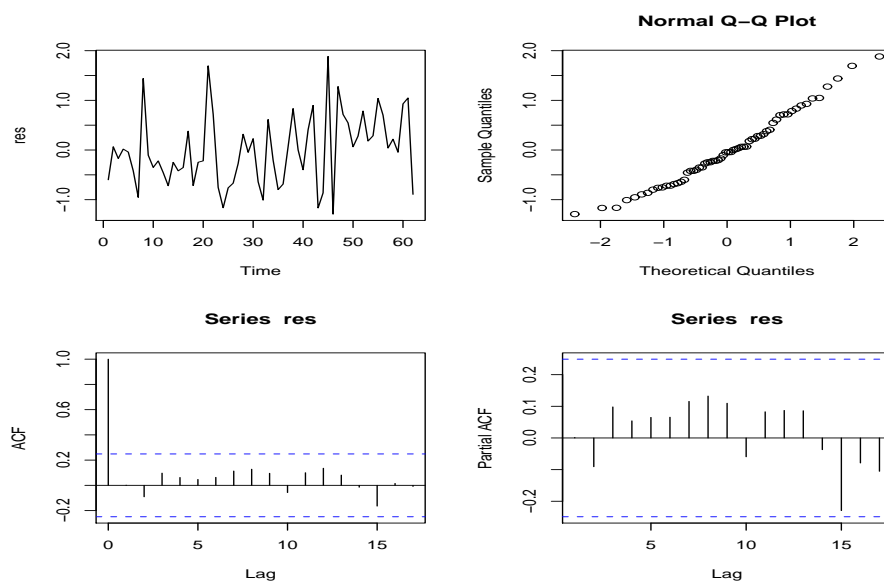 res
2.0
1.0
0.0
-1.0
0 10 20 30 40 50 60
Time
Normal Q-Q Plot
Sample Quantiles
2.0
1.0
0.0
-1.0
-2 -1 0 1 2
Theoretical Quantiles
Series res
ACF
1.0
0.6
0.2
-0.2
0 5 10 15
Lag
Series res
Partial ACF
0.2
0.1
0.0
-0.2
5 10 15
Lag